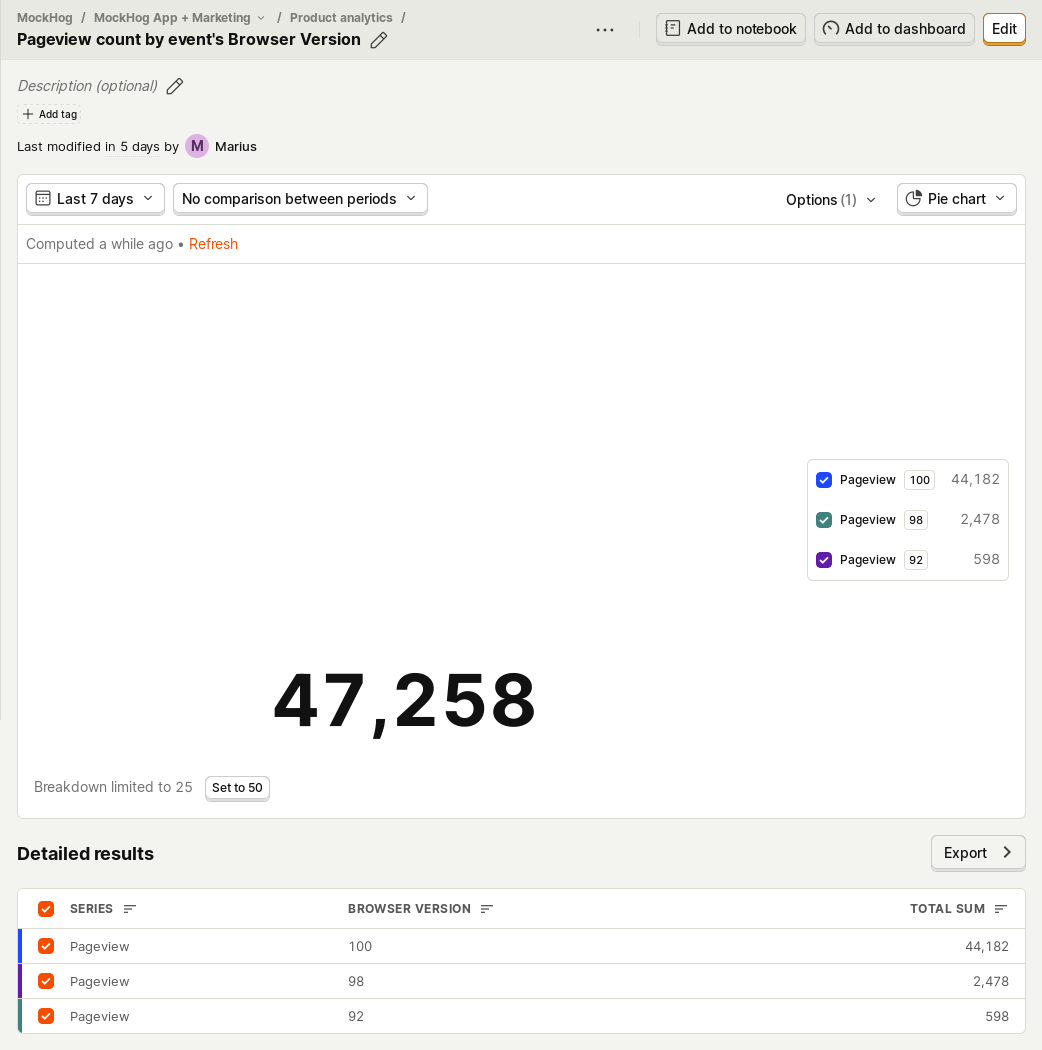 MockHog / MockHog App + Marketing / Product analytics /
Pageview count by event's Browser Version
Add to notebook
Add to dashboard
Edit
Description (optional)
Add tag
Last modified in 5 days by M Marius
Last 7 days
No comparison between periods
Options (1)
Pie chart
Computed a while ago • Refresh
Pageview 100 44,182
Pageview 98 2,478
Pageview 92 598
47,258
Breakdown limited to 25 Set to 50
Detailed results
Export
SERIES BROWSER VERSION TOTAL SUM
Pageview 100 44,182
Pageview 98 2,478
Pageview 92 598